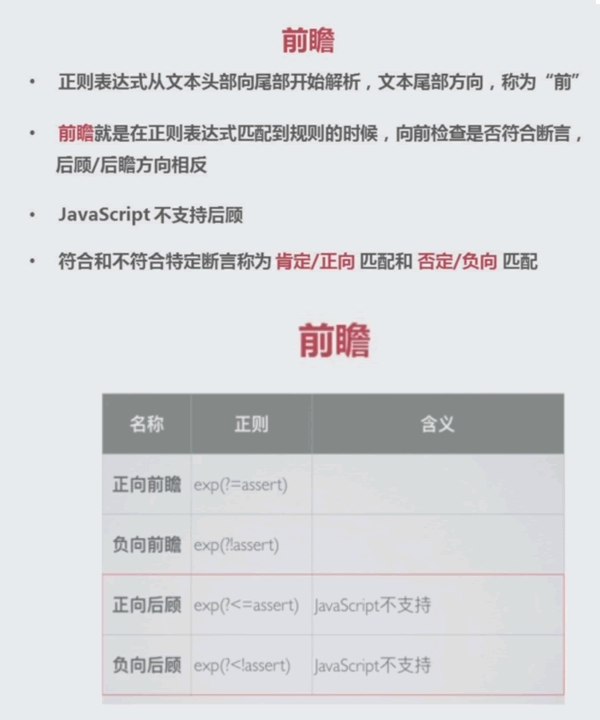 前瞻
• 正则表达式从文本头部向尾部开始解析，文本尾部方向，称为“前”
• 前瞻就是在正则表达式匹配到规则的时候，向前检查是否符合断言，
后顾/后瞻方向相反
• JavaScript 不支持后顾
• 符合和不符合特定断言称为 肯定/正向 匹配和 否定/负向 匹配
前瞻
名称 正则 含义
正向前瞻 exp(?=assert)
负向前瞻 exp(?!assert)
正向后顾 exp(?<=assert) JavaScript不支持
负向后顾 exp(?<!assert) JavaScript不支持